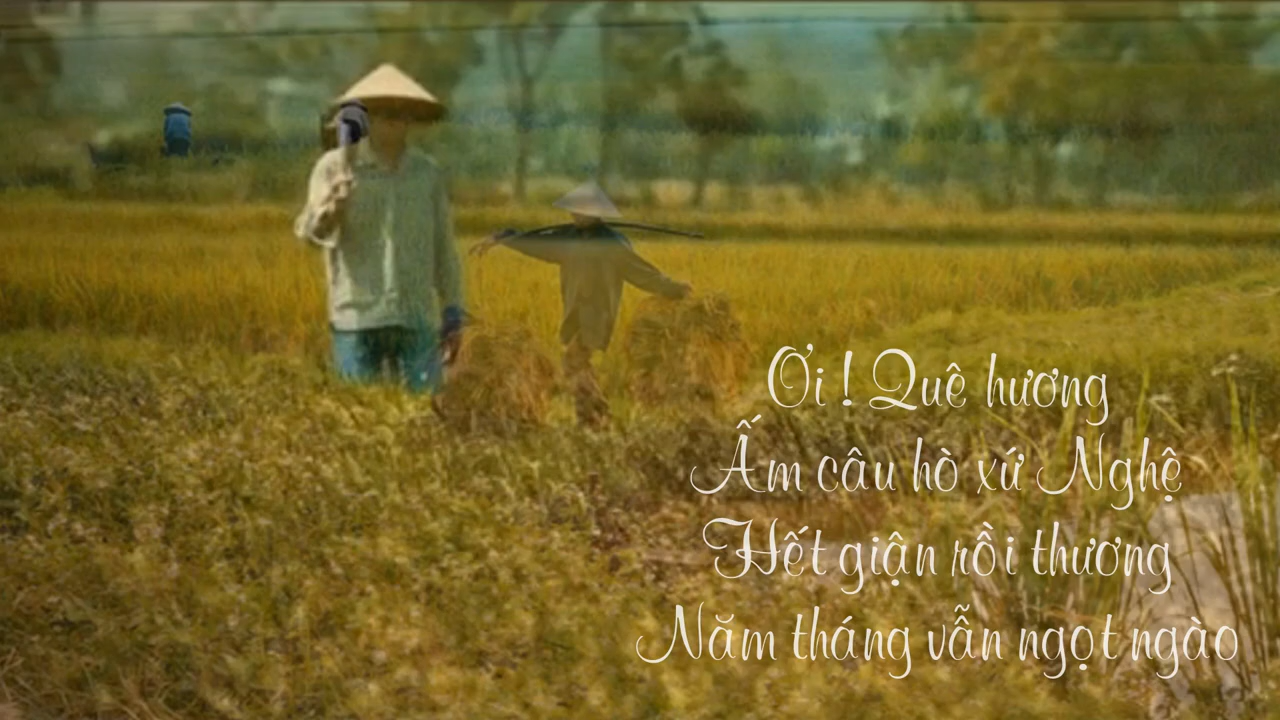 Ơi ! Quê hương
Ấm câu hò xứ Nghệ
Hết giận rồi thương
Năm tháng vẫn ngọt ngào